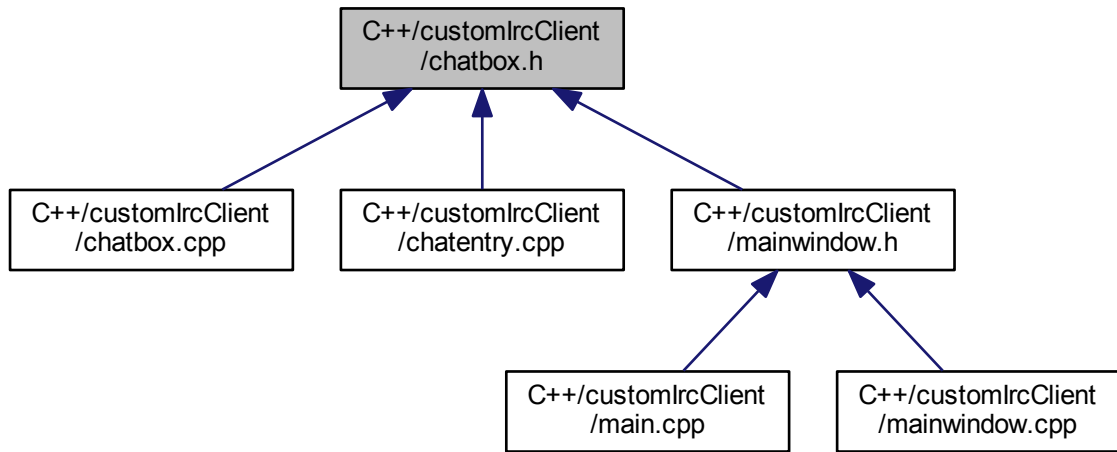 C++/customIrcClient
/chatbox.h
C++/customIrcClient
/chatbox.cpp
C++/customIrcClient
/chatentry.cpp
C++/customIrcClient
/mainwindow.h
C++/customIrcClient
/main.cpp
C++/customIrcClient
/mainwindow.cpp